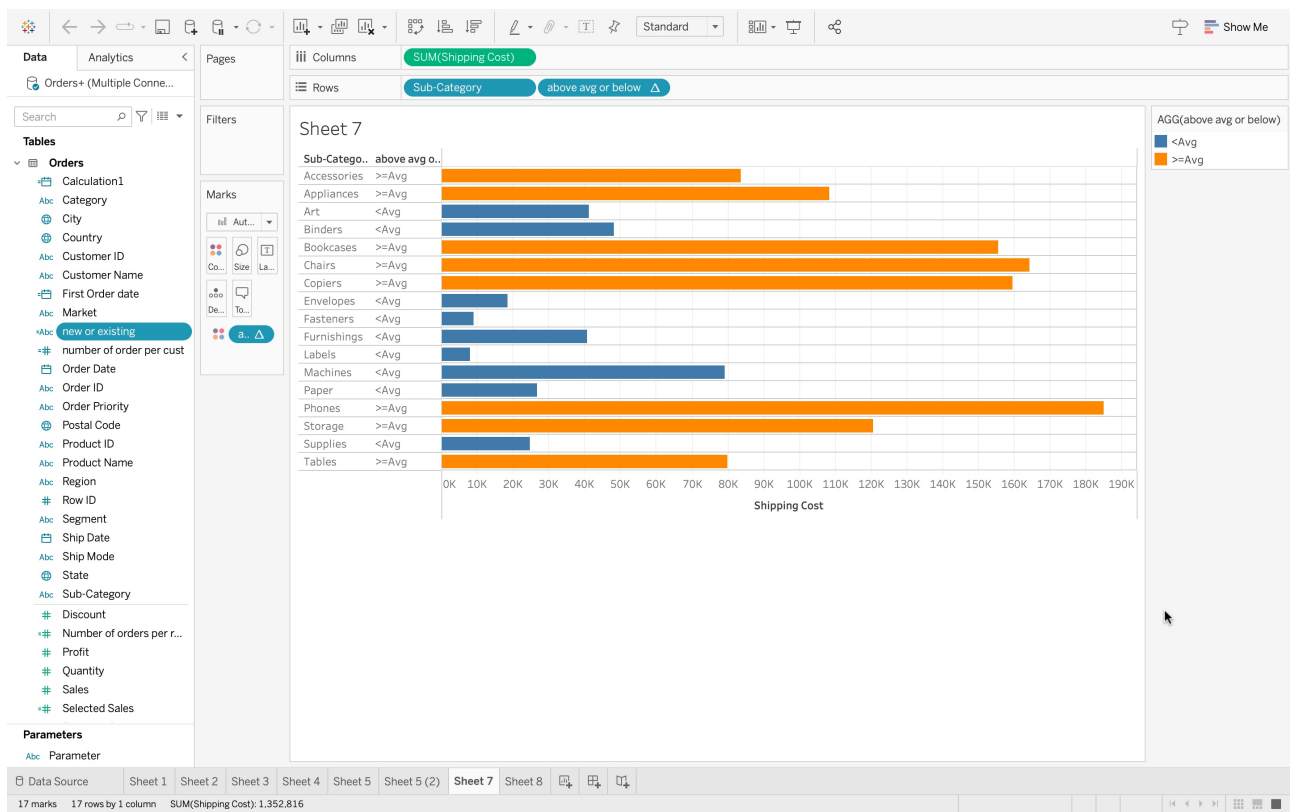 Standard
Show Me
Data Analytics
Orders+ (Multiple Conne...
Search
Tables
Orders
Calculation1
Category
City
Country
Customer ID
Customer Name
First Order date
Market
new or existing
number of order per cust
Order Date
Order ID
Order Priority
Postal Code
Product ID
Product Name
Region
Row ID
Segment
Ship Date
Ship Mode
State
Sub-Category
Discount
Number of orders per r...
Profit
Quantity
Sales
Selected Sales
Parameters
Abc Parameter
Pages
Filters
Marks
Aut...
Co... Size La...
De... To...
a.. Δ
Columns SUM(Shipping Cost)
Rows Sub-Category above avg or below Δ
Sheet 7
Sub-Catego.. above avg o..
Accessories >=Avg
Appliances >=Avg
Art <Avg
Binders <Avg
Bookcases >=Avg
Chairs >=Avg
Copiers >=Avg
Envelopes <Avg
Fasteners <Avg
Furnishings <Avg
Labels <Avg
Machines <Avg
Paper <Avg
Phones >=Avg
Storage >=Avg
Supplies <Avg
Tables >=Avg
0K 10K 20K 30K 40K 50K 60K 70K 80K 90K 100K 110K 120K 130K 140K 150K 160K 170K 180K 190K
Shipping Cost
AGG(above avg or below)
<Avg
>=Avg
Data Source Sheet 1 Sheet 2 Sheet 3 Sheet 4 Sheet 5 Sheet 5 (2) Sheet 7 Sheet 8
17 marks 17 rows by 1 column SUM(Shipping Cost): 1,352,816